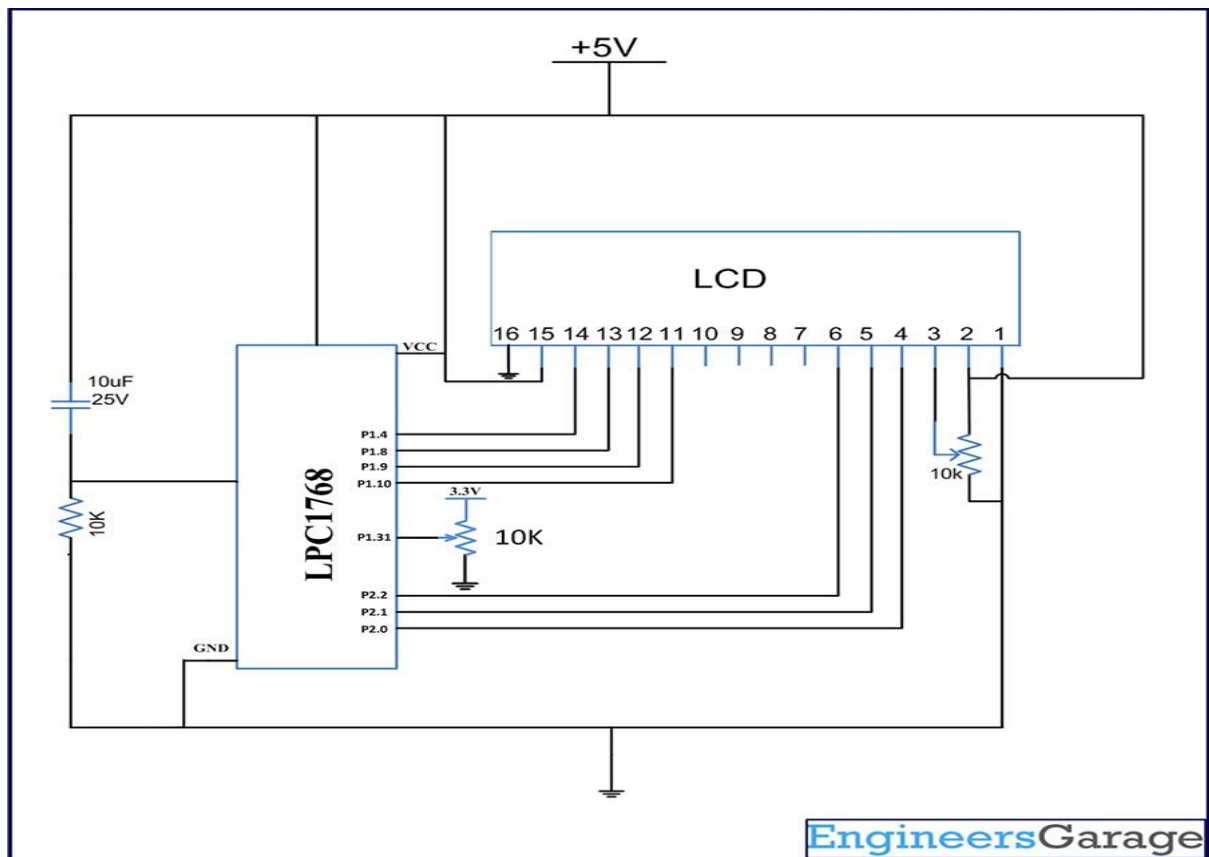 +5V
LCD
16 15 14 13 12 11 10 9 8 7 6 5 4 3 2 1
VCC
10uF
25V
P1.4
P1.8
P1.9
P1.10
10k
3.3V
10K
LPC1768
P1.31
10K
P2.2
P2.1
P2.0
GND
EngineersGarage